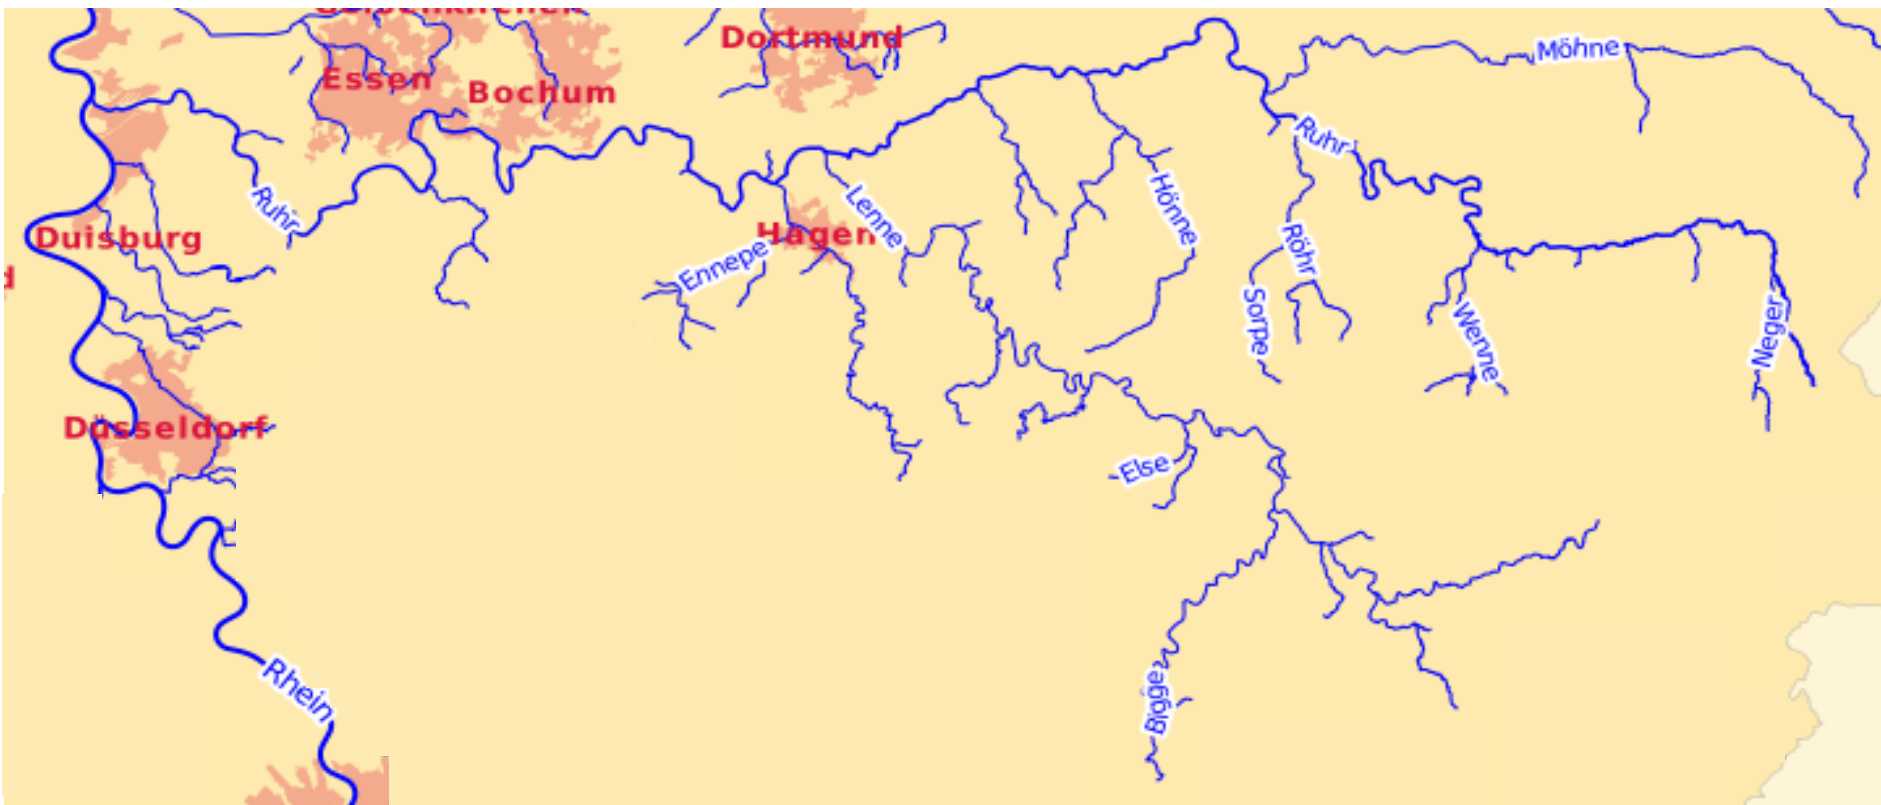 Dortmund
Möhne
Essen
Bochum
Ruhr
Ruhr
Lenne
Hönne
Duisburg
Hagen
Röhr
Ennepe
Sorpe
Wenne
Neger
Düsseldorf
Else
Rhein
Bigge